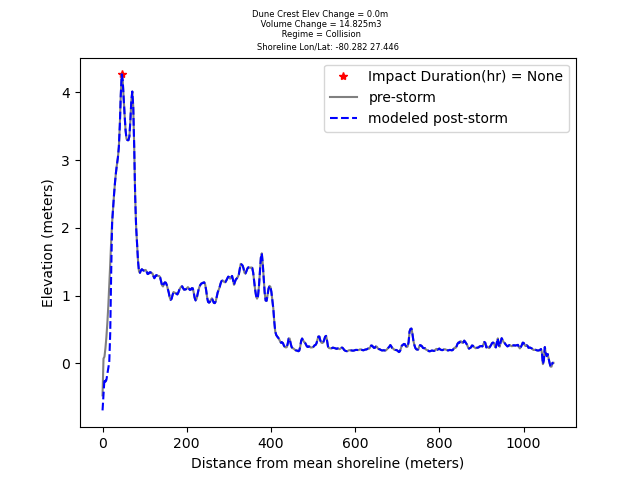 Dune Crest Elev Change = 0.0m
Volume Change = 14.825m3
Regime = Collision
Shoreline Lon/Lat: -80.282 27.446
Impact Duration(hr) = None
pre-storm
modeled post-storm
4
3
2
1
0
Elevation (meters)
0 200 400 600 800 1000
Distance from mean shoreline (meters)